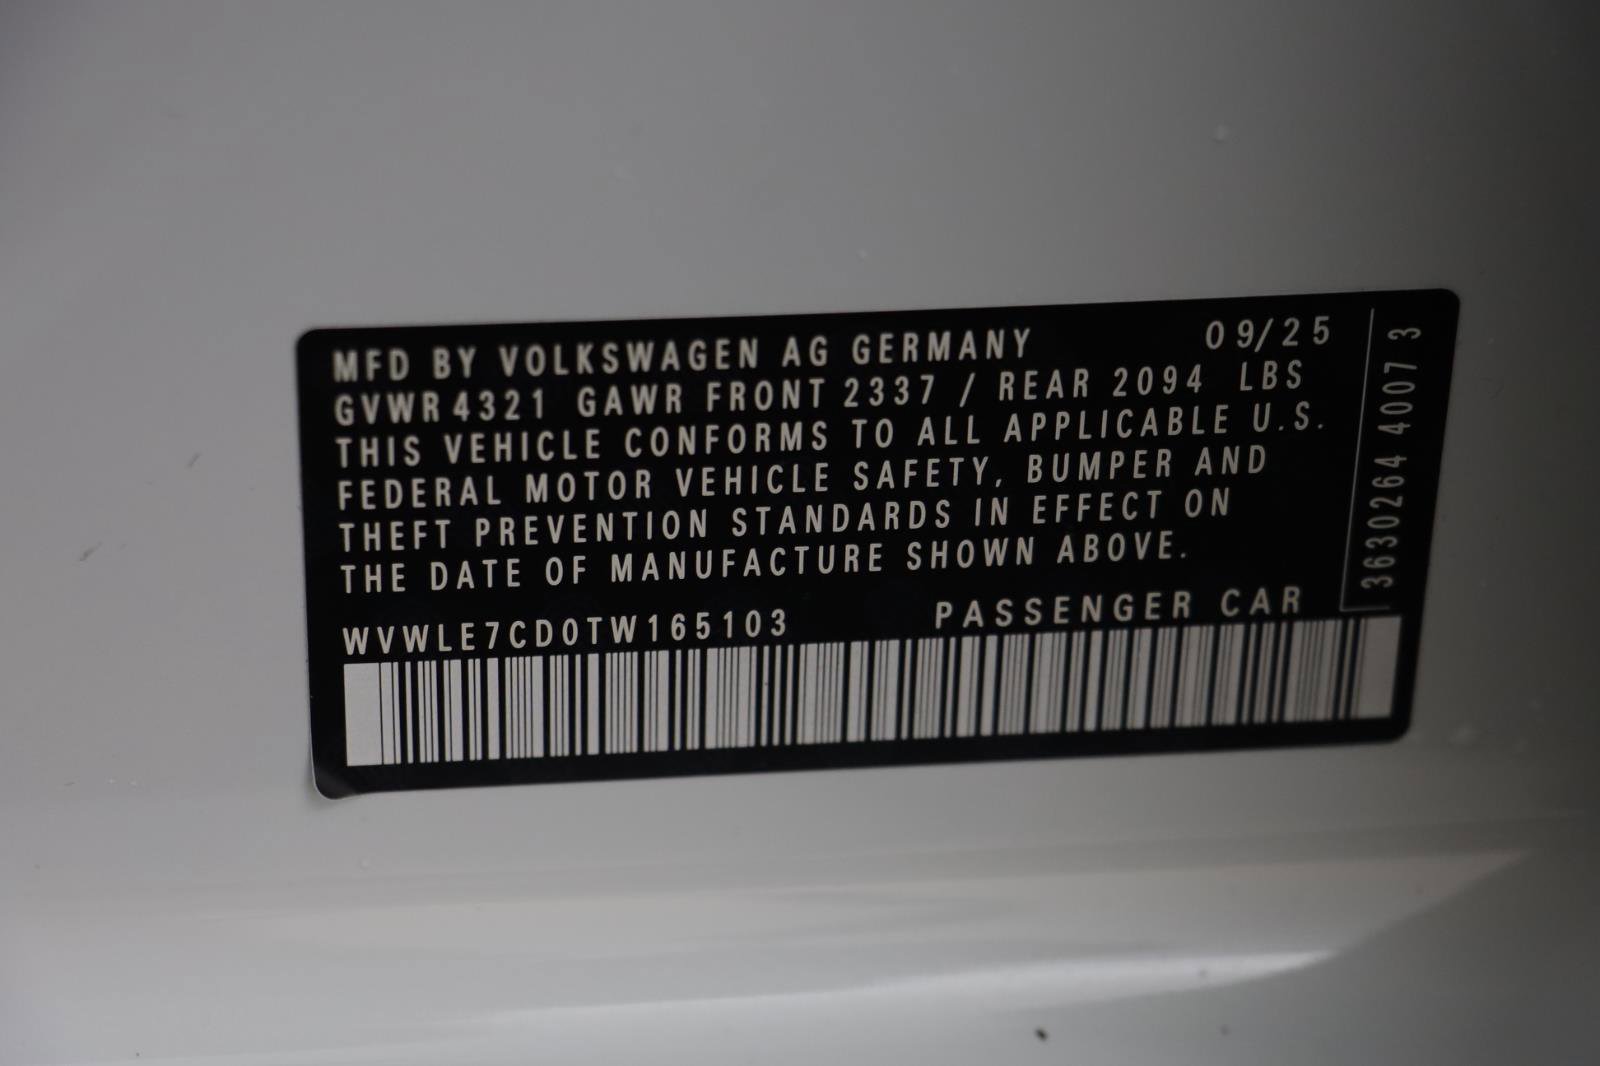 MFD BY VOLKSWAGEN AG GERMANY 09/25
GVWR 4321 GAWR FRONT 2337 / REAR 2094 LBS
THIS VEHICLE CONFORMS TO ALL APPLICABLE U.S.
FEDERAL MOTOR VEHICLE SAFETY, BUMPER AND
THEFT PREVENTION STANDARDS IN EFFECT ON
THE DATE OF MANUFACTURE SHOWN ABOVE.
WVWLE7CD0TW165103 PASSENGER CAR
3630264 4007 3